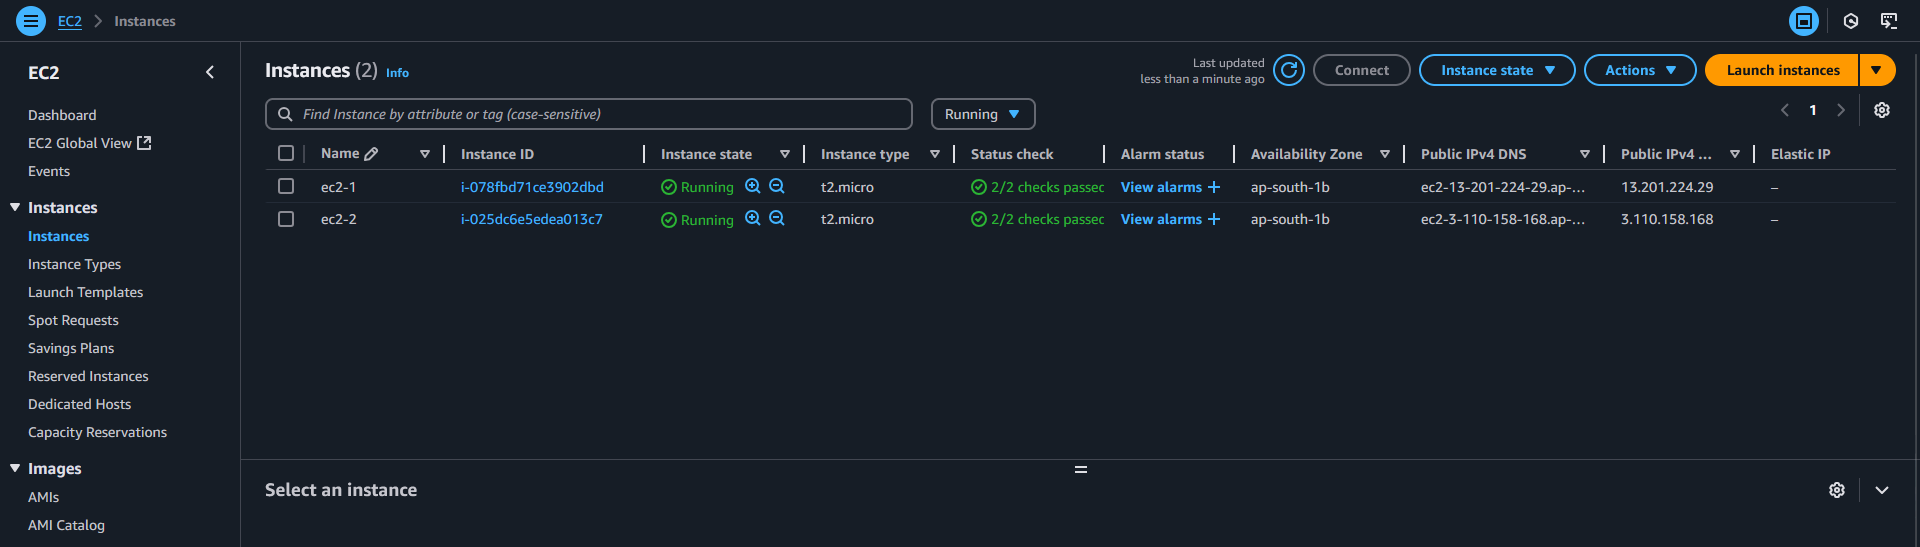 EC2 > Instances
EC2
Dashboard
EC2 Global View
Events
Instances
Instances
Instance Types
Launch Templates
Spot Requests
Savings Plans
Reserved Instances
Dedicated Hosts
Capacity Reservations
Images
AMIs
AMI Catalog
Instances (2) Info
Last updated
less than a minute ago
Connect
Instance state
Actions
Launch instances
Find Instance by attribute or tag (case-sensitive)
Running
1
Name Instance ID Instance state Instance type Status check Alarm status Availability Zone Public IPv4 DNS Public IPv4 ... Elastic IP
ec2-1 i-078fbd71ce3902dbd Running t2.micro 2/2 checks passec View alarms + ap-south-1b ec2-13-201-224-29.ap-... 13.201.224.29 –
ec2-2 i-025dc6e5edea013c7 Running t2.micro 2/2 checks passec View alarms + ap-south-1b ec2-3-110-158-168.ap-... 3.110.158.168 –
Select an instance